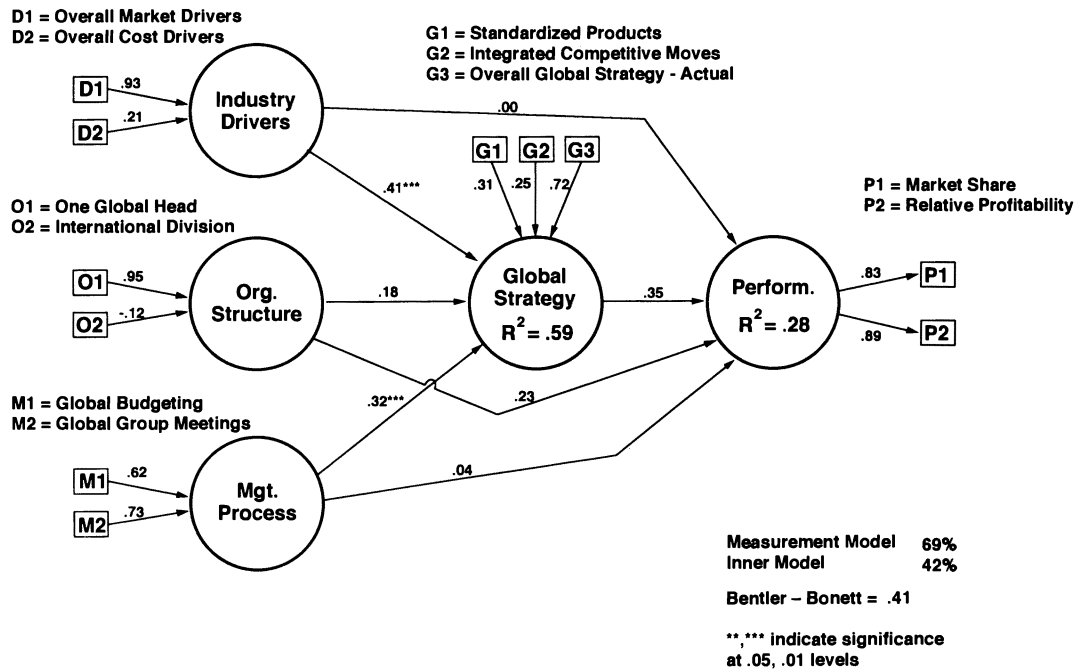 D1 = Overall Market Drivers
D2 = Overall Cost Drivers
G1 = Standardized Products
G2 = Integrated Competitive Moves
G3 = Overall Global Strategy - Actual
D1
.93
D2
.21
Industry
Drivers
.00
.41***
G1
G2
G3
.31
.25
.72
P1 = Market Share
P2 = Relative Profitability
O1 = One Global Head
O2 = International Division
O1
.95
O2
-.12
Org.
Structure
.18
Global
Strategy
R² = .59
.35
Perform.
R² = .28
.83
P1
.89
P2
.23
.32***
M1 = Global Budgeting
M2 = Global Group Meetings
M1
.62
M2
.73
Mgt.
Process
.04
Measurement Model 69%
Inner Model 42%
Bentler – Bonett = .41
**,*** indicate significance
at .05, .01 levels